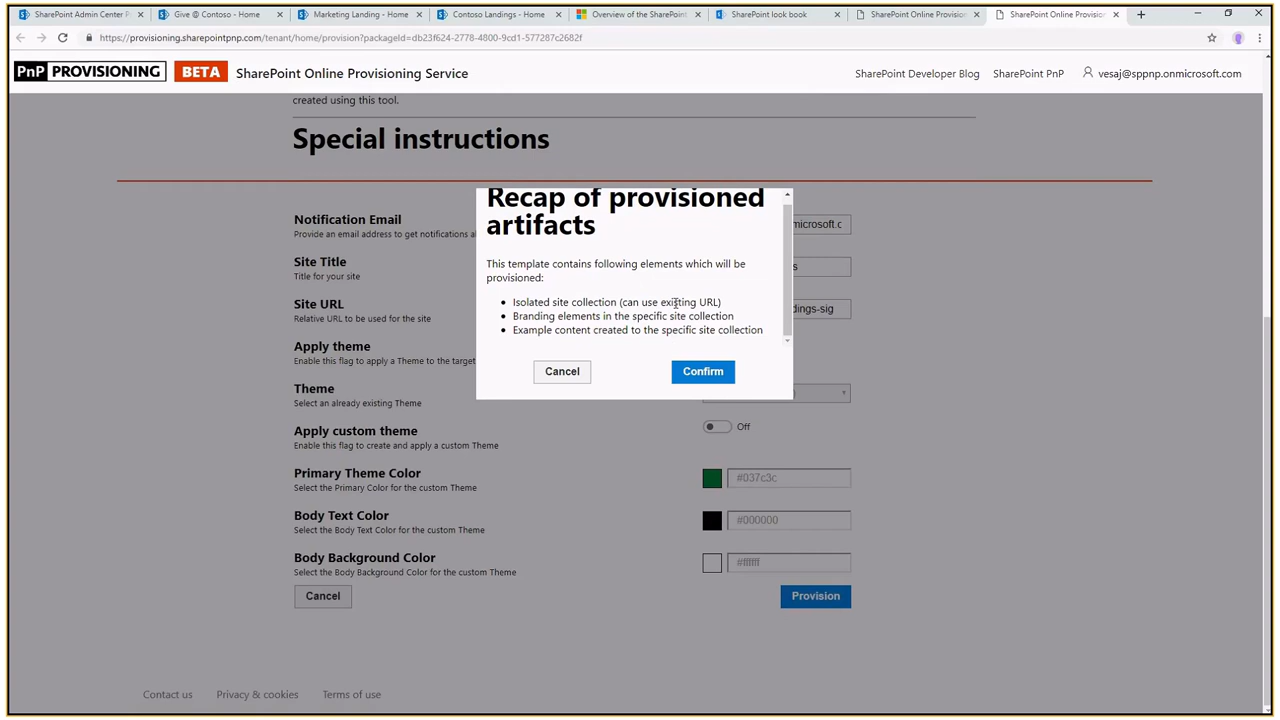 SharePoint Admin Center P
Give @ Contoso - Home
Marketing Landing - Home
Contoso Landings - Home
Overview of the SharePoint
SharePoint look book
SharePoint Online Provision
SharePoint Online Provisio
https://provisioning.sharepointpnp.com/tenant/home/provision?packageId=db23f624-2778-4800-9cd1-577287c2682f
PnP PROVISIONING BETA SharePoint Online Provisioning Service
SharePoint Developer Blog
SharePoint PnP
vesaj@sppnp.onmicrosoft.com
created using this tool.
Special instructions
Recap of provisioned
artifacts
This template contains following elements which will be
provisioned:
• Isolated site collection (can use existing URL)
• Branding elements in the specific site collection
• Example content created to the specific site collection
Cancel
Confirm
Notification Email
Provide an email address to get notifications a
microsoft.c
Site Title
Title for your site
s
Site URL
Relative URL to be used for the site
dings-sig
Apply theme
Enable this flag to apply a Theme to the target
Theme
Select an already existing Theme
Apply custom theme
Enable this flag to create and apply a custom Theme
Off
Primary Theme Color
Select the Primary Color for the custom Theme
#037c3c
Body Text Color
Select the Body Text Color for the custom Theme
#000000
Body Background Color
Select the Body Background Color for the custom Theme
#ffffff
Cancel
Provision
Contact us
Privacy & cookies
Terms of use